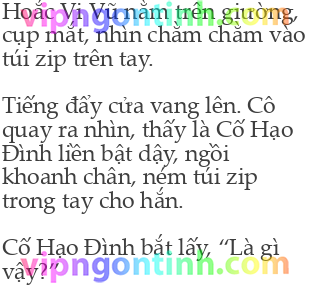 Hoắc Vi Vũ nằm trên giường,
cụp mắt, nhìn chằm chằm vào
túi zip trên tay.
Tiếng đẩy cửa vang lên. Cô
quay ra nhìn, thấy là Cố Hạo
Đình liền bật dậy, ngồi
khoanh chân, ném túi zip
trong tay cho hắn.
Cố Hạo Đình bắt lấy, “Là gì
vậy?”
vipngontinh.com
vipngontinh.com